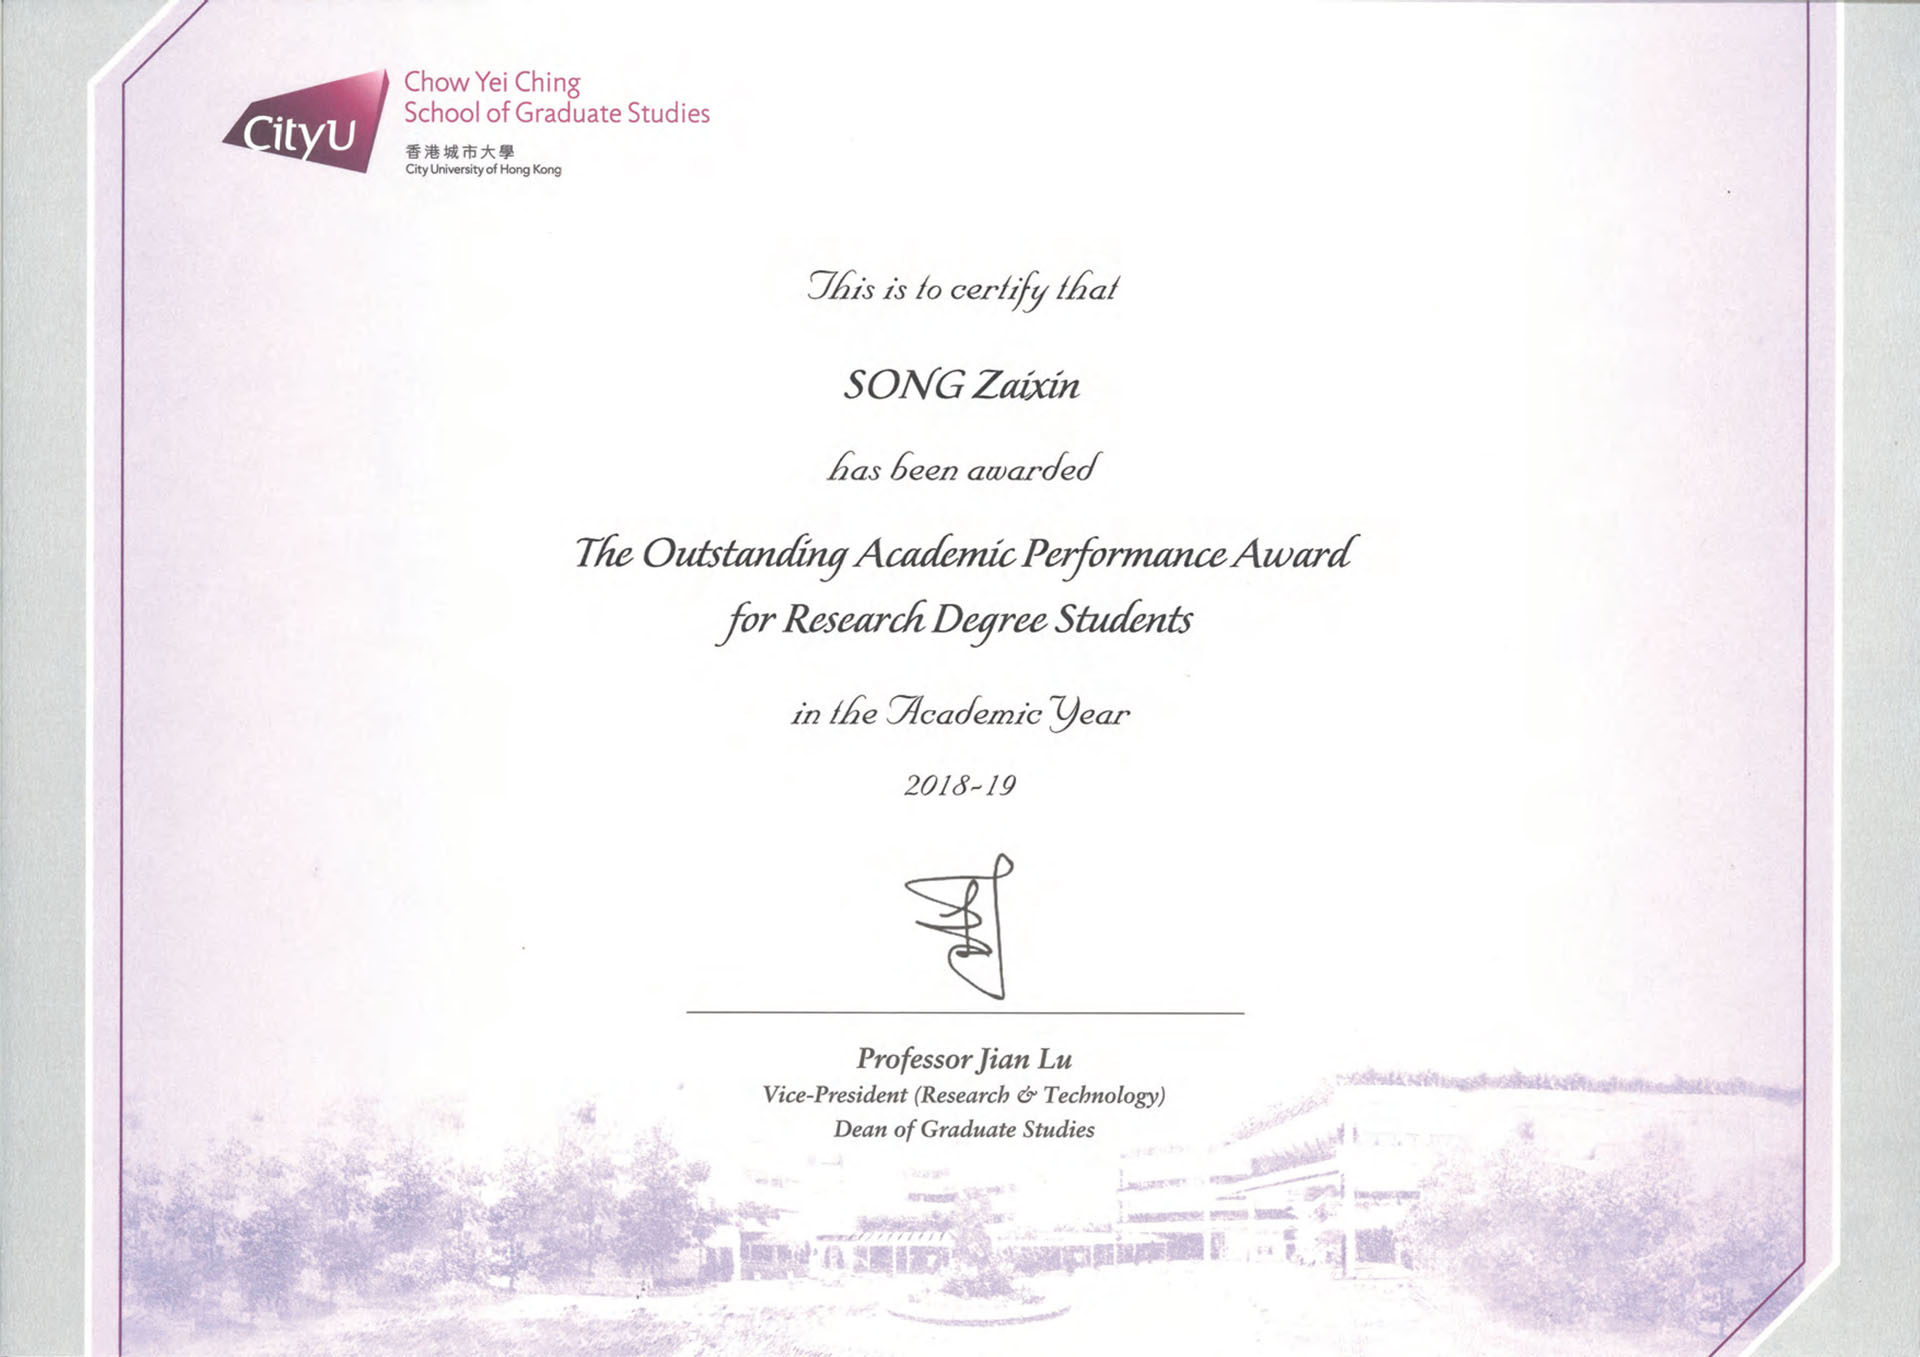 CityU
Chow Yei Ching
School of Graduate Studies
香港城市大學
City University of Hong Kong
This is to certify that
SONG Zaixin
has been awarded
The Outstanding Academic Performance Award
for Research Degree Students
in the Academic Year
2018-19
Professor Jian Lu
Vice-President (Research & Technology)
Dean of Graduate Studies